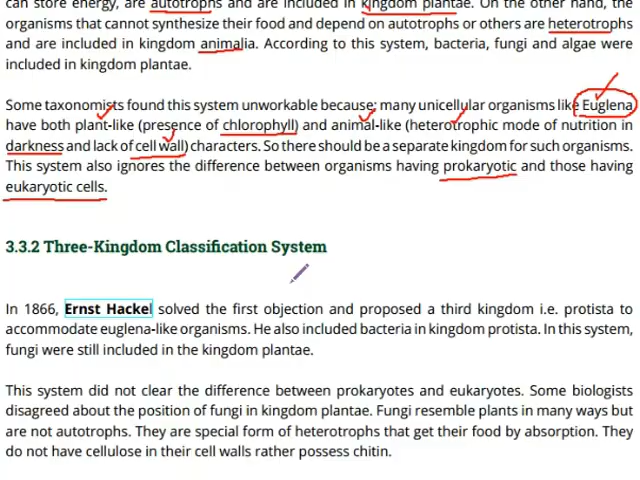 can store energy, are autotrophs and are included in kingdom plantae. On the other hand, the
organisms that cannot synthesize their food and depend on autotrophs or others are heterotrophs
and are included in kingdom animalia. According to this system, bacteria, fungi and algae were
included in kingdom plantae.
Some taxonomists found this system unworkable because; many unicellular organisms like Euglena
have both plant-like (presence of chlorophyll) and animal-like (heterotrophic mode of nutrition in
darkness and lack of cell wall) characters. So there should be a separate kingdom for such organisms.
This system also ignores the difference between organisms having prokaryotic and those having
eukaryotic cells.
3.3.2 Three-Kingdom Classification System
In 1866, Ernst Hackel solved the first objection and proposed a third kingdom i.e. protista to
accommodate euglena-like organisms. He also included bacteria in kingdom protista. In this system,
fungi were still included in the kingdom plantae.
This system did not clear the difference between prokaryotes and eukaryotes. Some biologists
disagreed about the position of fungi in kingdom plantae. Fungi resemble plants in many ways but
are not autotrophs. They are special form of heterotrophs that get their food by absorption. They
do not have cellulose in their cell walls rather possess chitin.